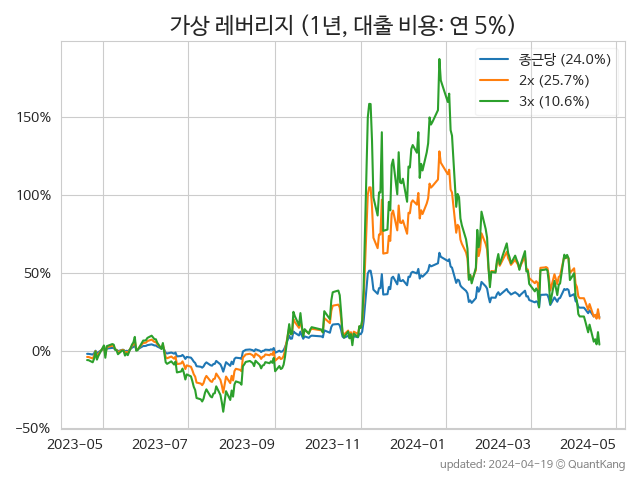 가상 레버리지 (1년, 대출 비용: 연 5%)
종근당 (24.0%)
2x (25.7%)
3x (10.6%)
150%
100%
50%
0%
−50%
2023-05 2023-07 2023-09 2023-11 2024-01 2024-03 2024-05
updated: 2024-04-19 © QuantKang